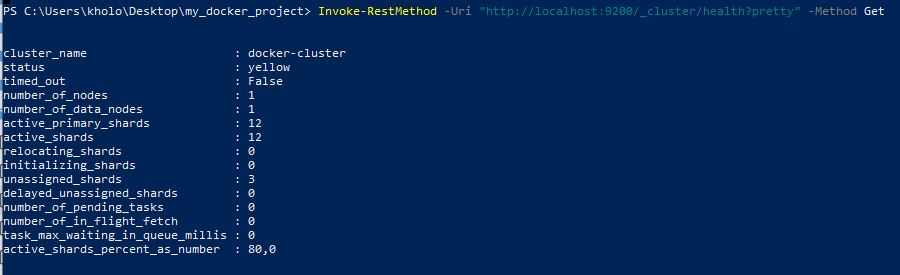 PS C:\Users\kholo\Desktop\my_docker_project> Invoke-RestMethod -Uri "http://localhost:9200/_cluster/health?pretty" -Method Get
cluster_name : docker-cluster
status : yellow
timed_out : False
number_of_nodes : 1
number_of_data_nodes : 1
active_primary_shards : 12
active_shards : 12
relocating_shards : 0
initializing_shards : 0
unassigned_shards : 3
delayed_unassigned_shards : 0
number_of_pending_tasks : 0
number_of_in_flight_fetch : 0
task_max_waiting_in_queue_millis : 0
active_shards_percent_as_number : 80,0